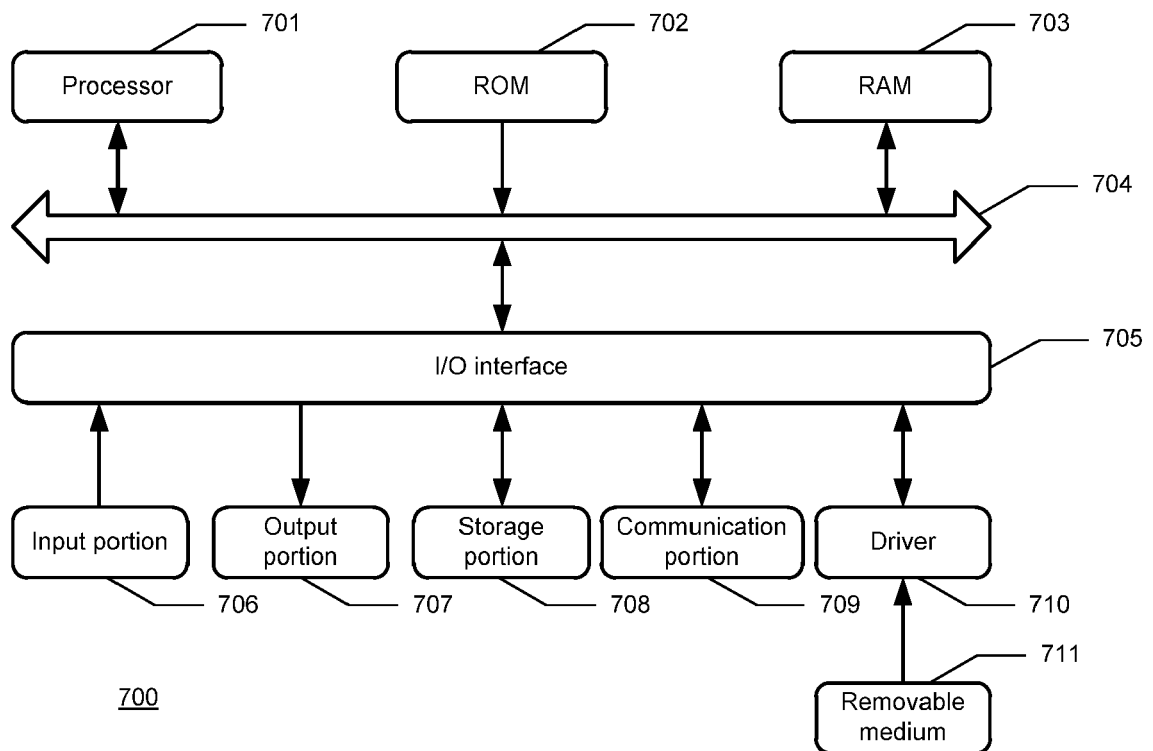 701
702
703
Processor
ROM
RAM
704
705
I/O interface
Input portion
Output
portion
Storage
portion
Communication
portion
Driver
706
707
708
709
710
711
700
Removable
medium